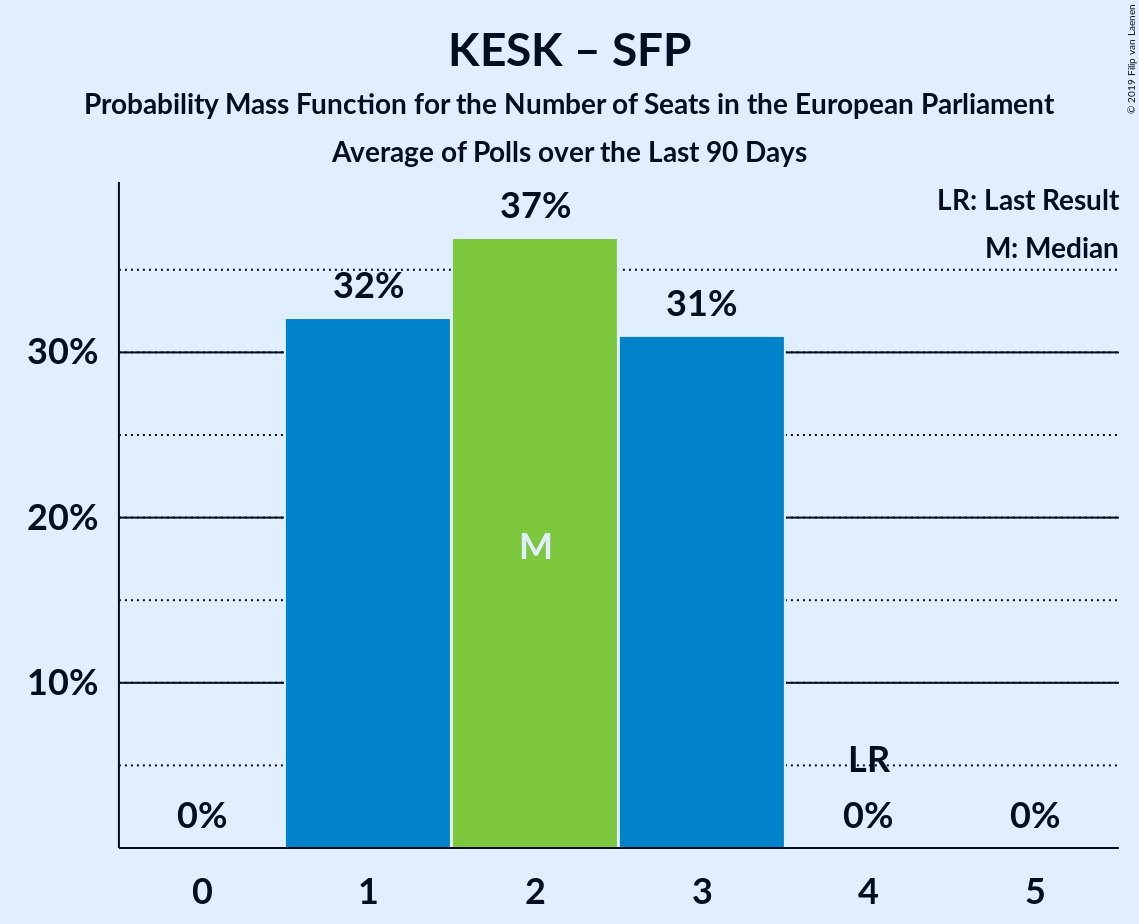 KESK – SFP
Probability Mass Function for the Number of Seats in the European Parliament
Average of Polls over the Last 90 Days
© 2019 Filip van Laenen
LR: Last Result
M: Median
37%
32%
31%
30%
20%
10%
M
LR
0%
0%
0%
0 1 2 3 4 5